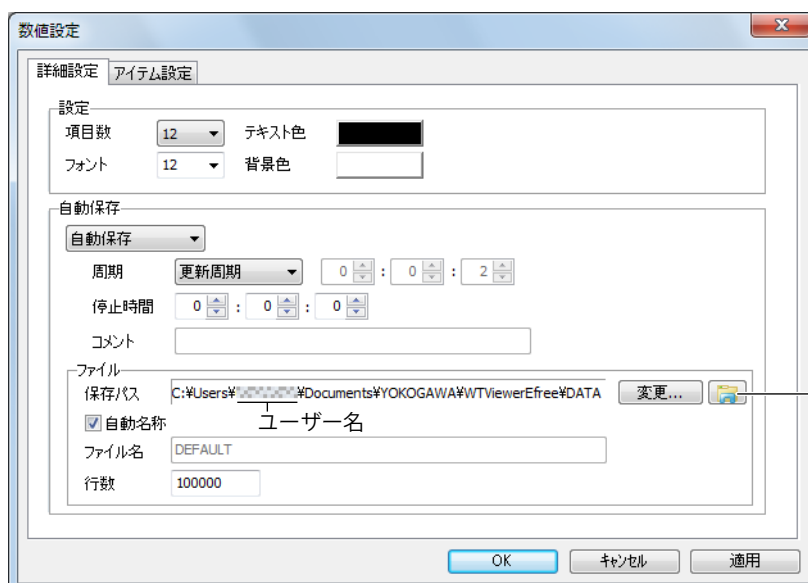 数値設定
詳細設定 アイテム設定
設定
項目数 12 テキスト色
フォント 12 背景色
自動保存
自動保存
周期 更新周期 0 : 0 : 2
停止時間 0 : 0 : 0
コメント
ファイル
保存パス C:¥Users¥ ¥Documents¥YOKOGAWA¥WTViewerEfree¥DATA 変更...
ユーザー名
自動名称
ファイル名 DEFAULT
行数 100000
OK キャンセル 適用